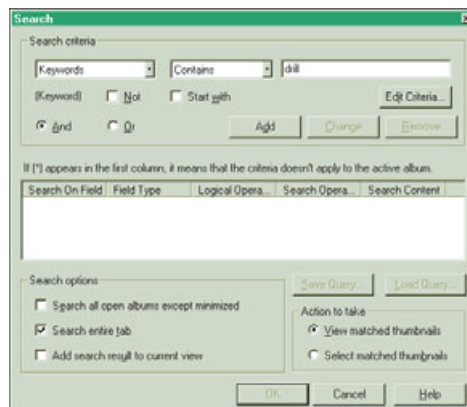 Search
Search criteria
Keywords Contains drill
(Keyword) Not Start with Edit Criteria...
And Or Add Change Remove
If (*) appears in the first column, it means that the criteria doesn't apply to the active album.
Search On Field Field Type Logical Opera... Search Opera... Search Content
Search options
Search all open albums except minimized
Search entire tab
Add search result to current view
Save Query... Load Query...
Action to take
View matched thumbnails
Select matched thumbnails
OK Cancel Help